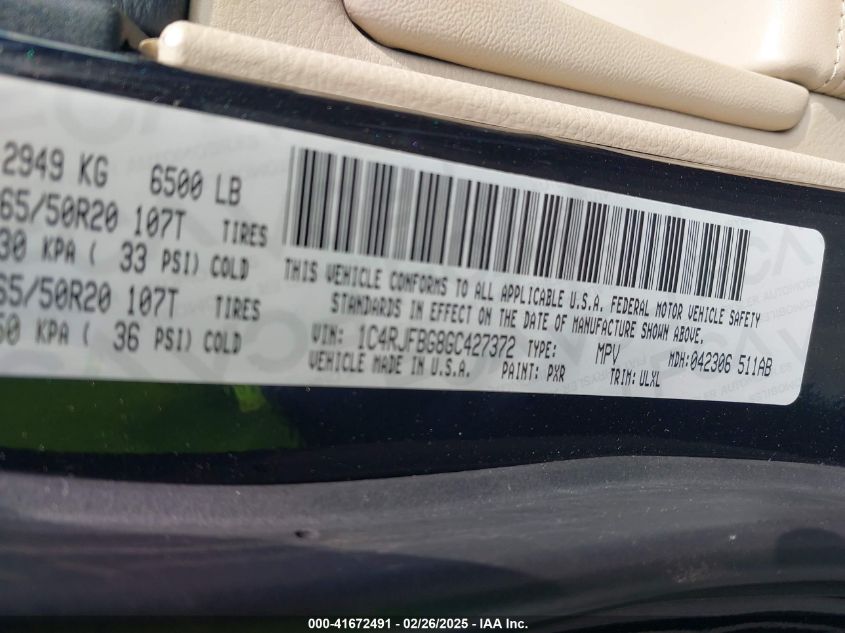 2949 KG 6500 LB
65/50R20 107T TIRES
30 KPA ( 33 PSI) COLD
65/50R20 107T TIRES
50 KPA ( 36 PSI) COLD
THIS VEHICLE CONFORMS TO ALL APPLICABLE U.S.A. FEDERAL MOTOR VEHICLE SAFETY
STANDARDS IN EFFECT ON THE DATE OF MANUFACTURE SHOWN ABOVE.
VIN: 1C4RJFBG8GC427372 TYPE: MPV MDH:042306 511AB
VEHICLE MADE IN U.S.A. PAINT: PXR TRIM:ULXL
000-41672491 - 02/26/2025 - IAA Inc.